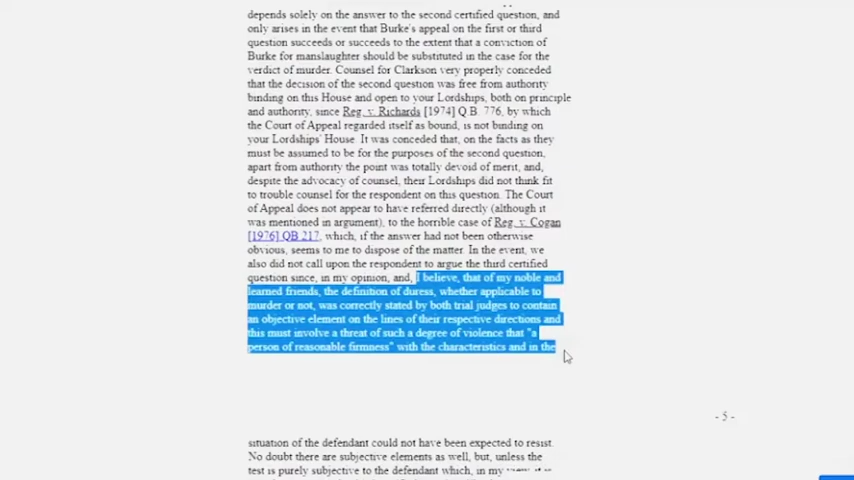 depends solely on the answer to the second certified question, and
only arises in the event that Burke's appeal on the first or third
question succeeds or succeeds to the extent that a conviction of
Burke for manslaughter should be substituted in the case for the
verdict of murder. Counsel for Clarkson very properly conceded
that the decision of the second question was free from authority
binding on this House and open to your Lordships, both on principle
and authority, since Reg. v. Richards [1974] Q.B. 776, by which
the Court of Appeal regarded itself as bound, is not binding on
your Lordships' House. It was conceded that, on the facts as they
must be assumed to be for the purposes of the second question,
apart from authority the point was totally devoid of merit, and,
despite the advocacy of counsel, their Lordships did not think fit
to trouble counsel for the respondent on this question. The Court
of Appeal does not appear to have referred directly (although it
was mentioned in argument), to the horrible case of Reg. v. Cogan
[1976] QB 217, which, if the answer had not been otherwise
obvious, seems to me to dispose of the matter. In the event, we
also did not call upon the respondent to argue the third certified
question since, in my opinion, and, I believe, that of my noble and
learned friends, the definition of duress, whether applicable to
murder or not, was correctly stated by both trial judges to contain
an objective element on the lines of their respective directions and
this must involve a threat of such a degree of violence that "a
person of reasonable firmness" with the characteristics and in the
- 5 -
situation of the defendant could not have been expected to resist.
No doubt there are subjective elements as well, but, unless the
test is purely subjective to the defendant which, in my